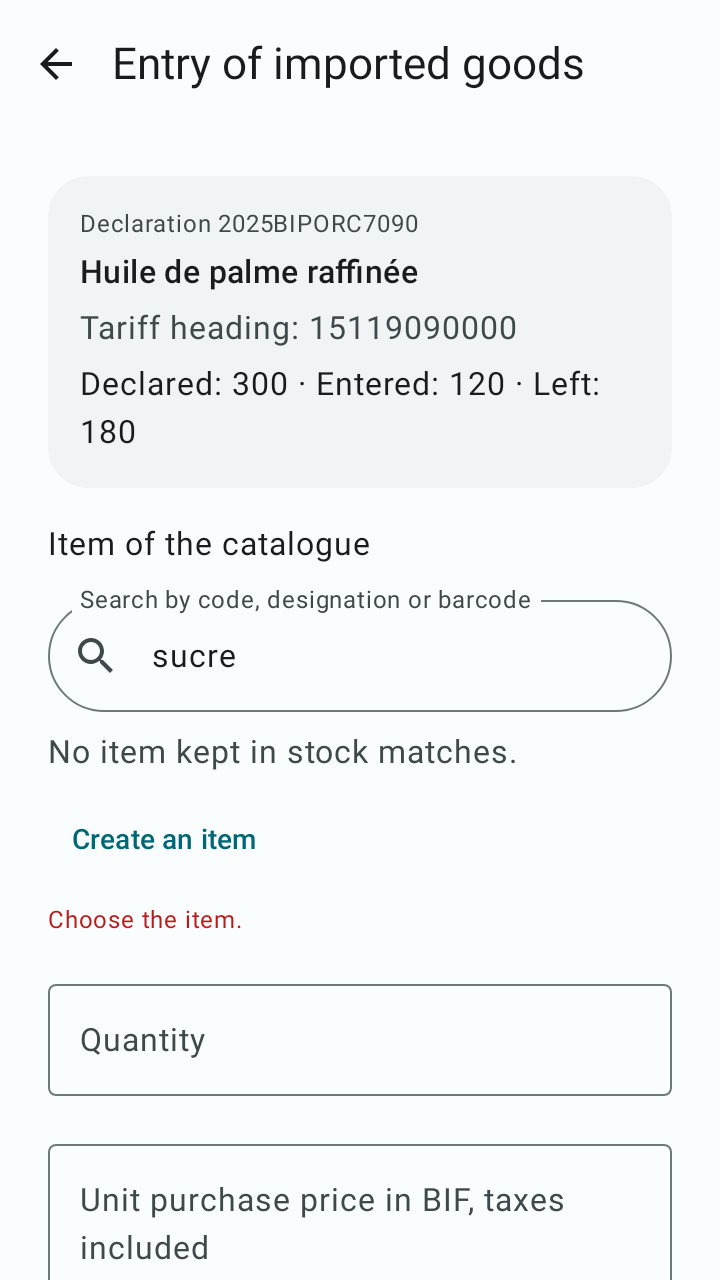 Entry of imported goods
Declaration 2025BIPORC7090
Huile de palme raffinée
Tariff heading: 15119090000
Declared: 300 · Entered: 120 · Left:
180
Item of the catalogue
Search by code, designation or barcode
sucre
No item kept in stock matches.
Create an item
Choose the item.
Quantity
Unit purchase price in BIF, taxes
included